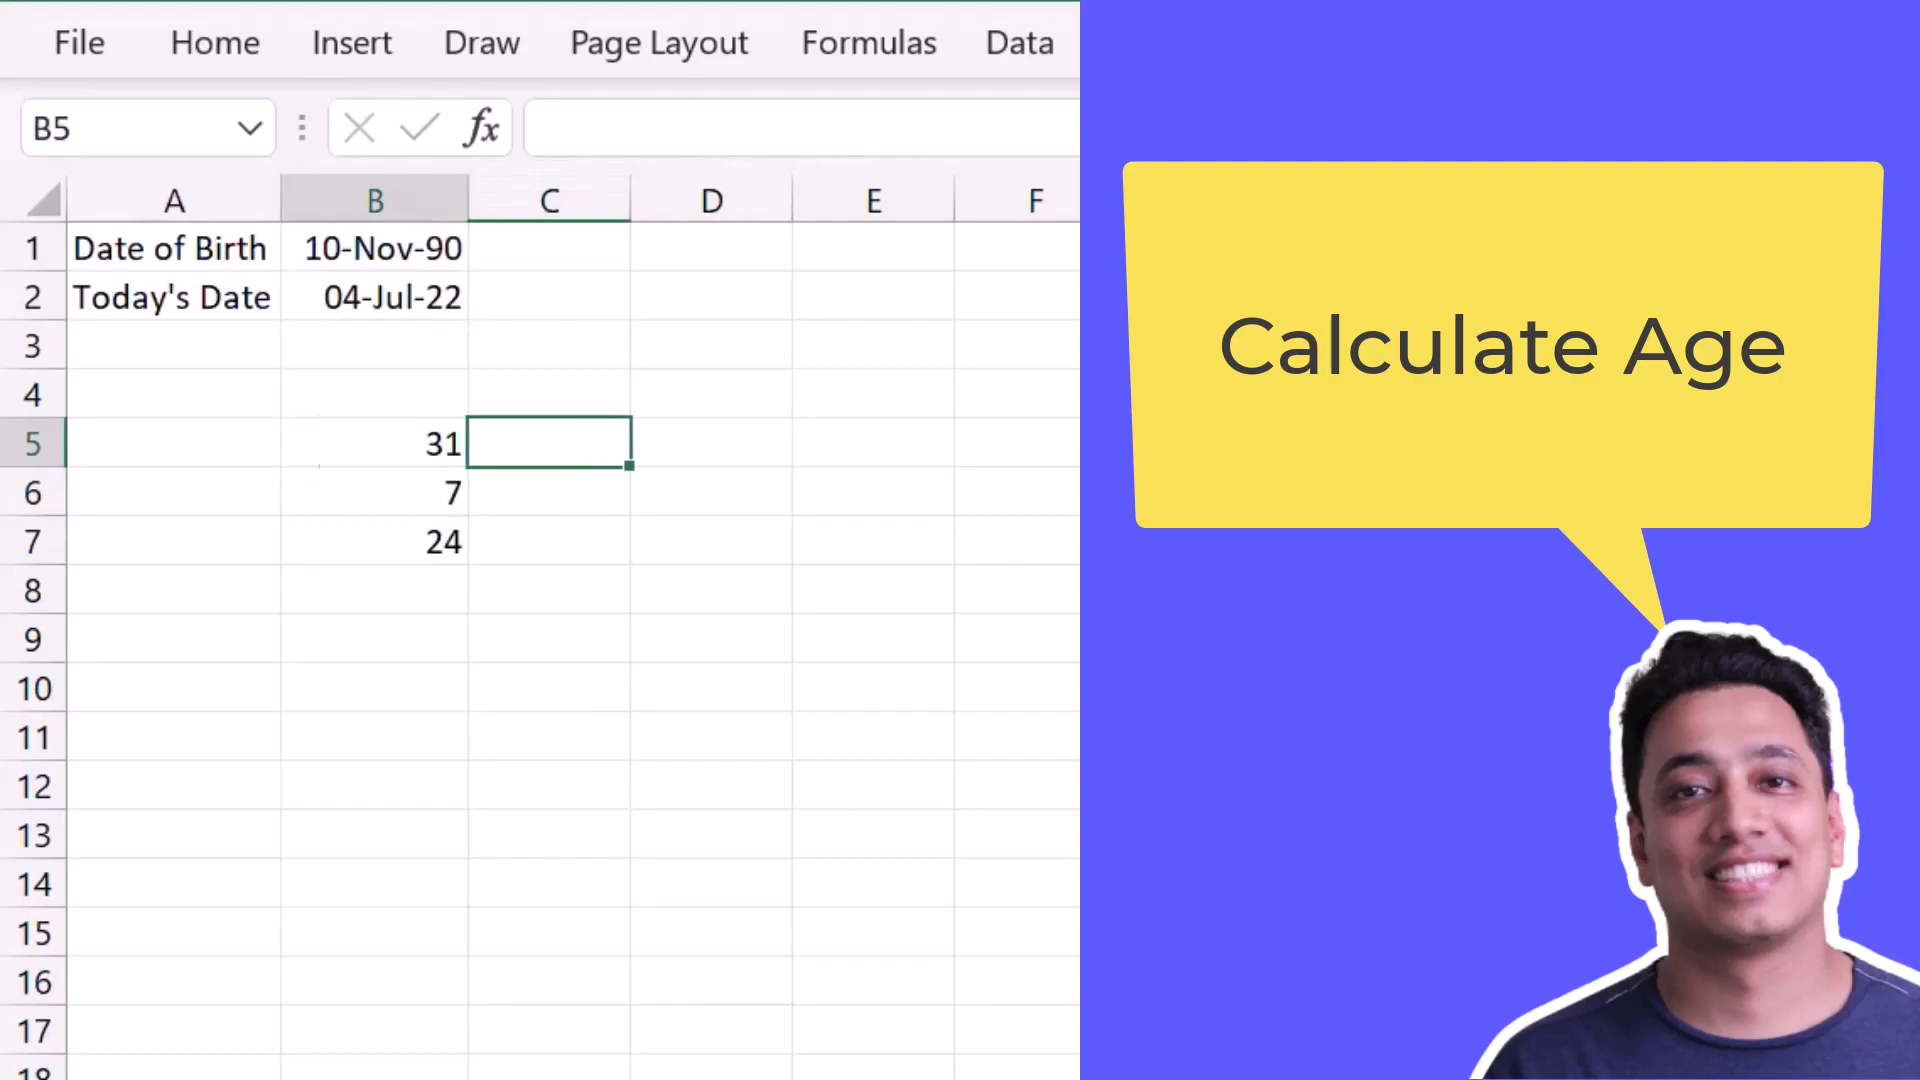 File Home Insert Draw Page Layout Formulas Data
B5 fx
A B C D E F
1 Date of Birth 10-Nov-90
2 Today's Date 04-Jul-22
3
4
5 31
6 7
7 24
8
9
10
11
12
13
14
15
16
17
18
Calculate Age